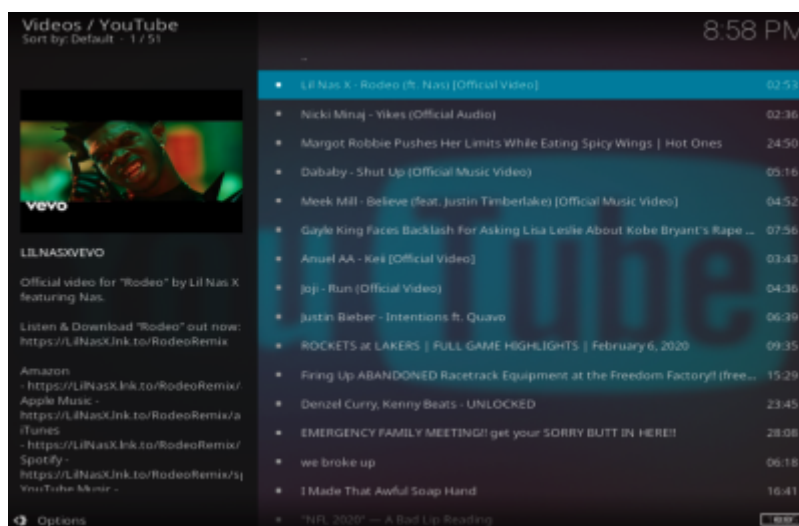 Videos / YouTube
Sort by: Default · 1 / 51
8:58 PM
..
Lil Nas X - Rodeo (ft. Nas) [Official Video] 02:53
Nicki Minaj - Yikes (Official Audio) 02:36
Margot Robbie Pushes Her Limits While Eating Spicy Wings | Hot Ones 24:50
Dababy - Shut Up (Official Music Video) 05:16
Meek Mill - Believe (feat. Justin Timberlake) [Official Music Video] 04:52
Gayle King Faces Backlash For Asking Lisa Leslie About Kobe Bryant's Rape ... 07:56
Anuel AA - Keii [Official Video] 03:43
Joji - Run (Official Video) 04:36
Justin Bieber - Intentions ft. Quavo 06:39
ROCKETS at LAKERS | FULL GAME HIGHLIGHTS | February 6, 2020 09:35
Firing Up ABANDONED Racetrack Equipment at the Freedom Factory!! (free... 15:29
Denzel Curry, Kenny Beats - UNLOCKED 23:45
EMERGENCY FAMILY MEETING!! get your SORRY BUTT IN HERE!! 28:08
we broke up 06:18
I Made That Awful Soap Hand 16:41
"NFL 2020" — A Bad Lip Reading
vevo
LILNASXVEVO
Official video for "Rodeo" by Lil Nas X
featuring Nas.
Listen & Download "Rodeo" out now:
https://LilNasX.lnk.to/RodeoRemix
Amazon
- https://LilNasX.lnk.to/RodeoRemix/
Apple Music -
https://LilNasX.lnk.to/RodeoRemix/a
iTunes
- https://LilNasX.lnk.to/RodeoRemix/
Spotify -
https://LilNasX.lnk.to/RodeoRemix/sp
YouTube Music -
Options
You Tube